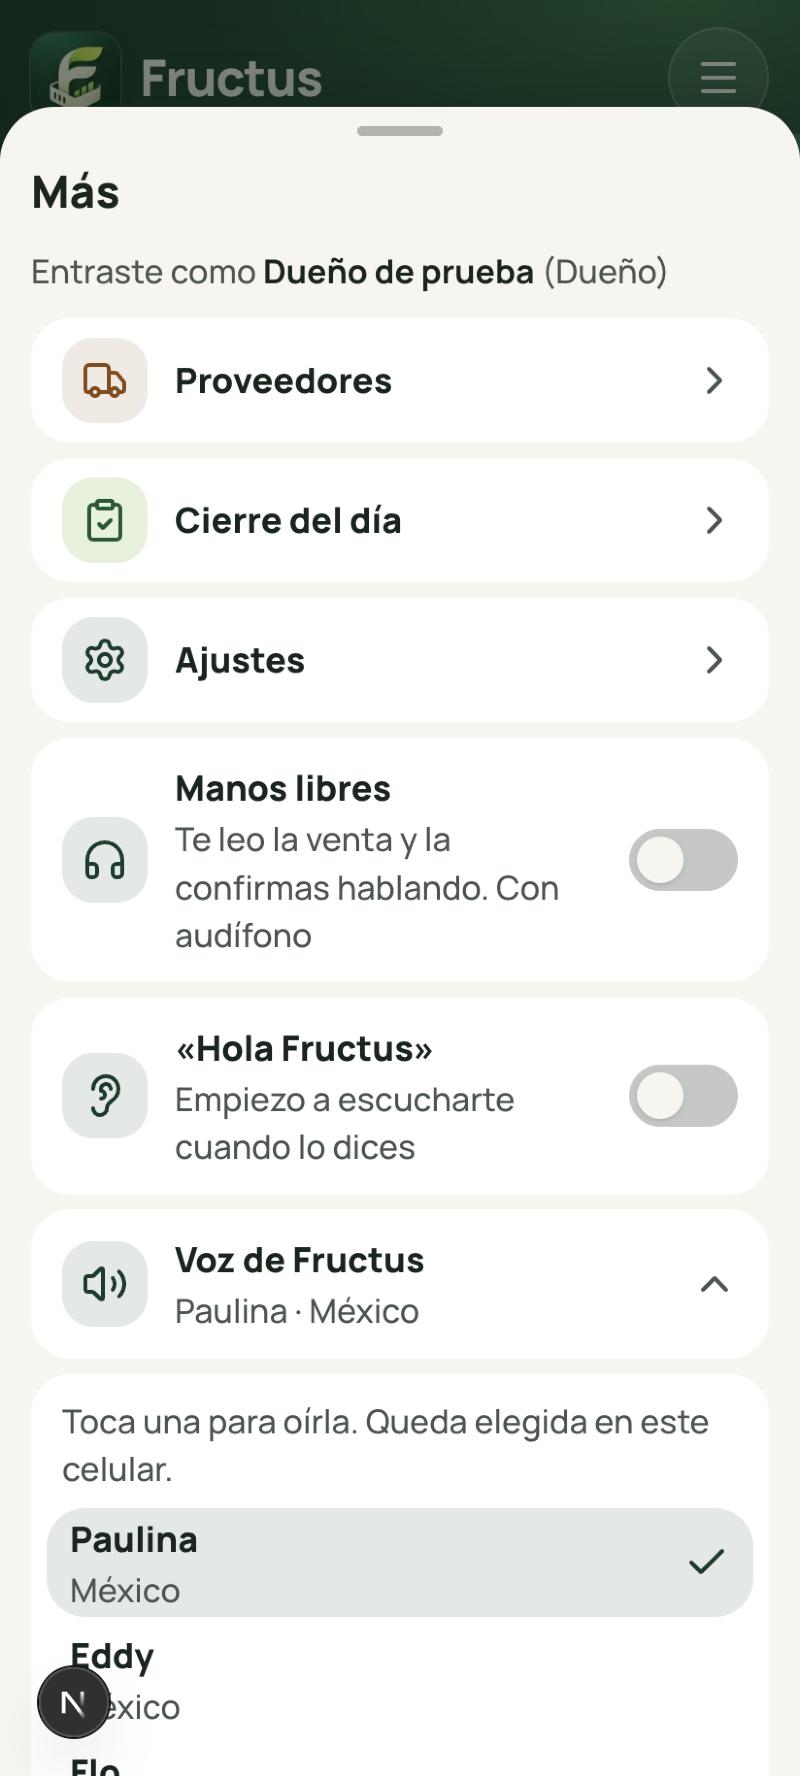 Fructus
Más
Entraste como Dueño de prueba (Dueño)
Proveedores
Cierre del día
Ajustes
Manos libres
Te leo la venta y la
confirmas hablando. Con
audífono
«Hola Fructus»
Empiezo a escucharte
cuando lo dices
Voz de Fructus
Paulina · México
Toca una para oírla. Queda elegida en este
celular.
Paulina
México
Eddy
N